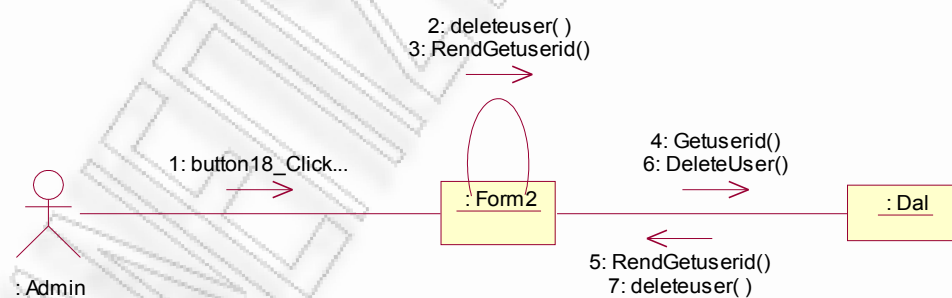 2: deleteuser( )
3: RendGetuserid()
4: Getuserid()
1: button18_Click...
6: DeleteUser()
: Form2
: Dal
5: RendGetuserid()
: Admin
7: deleteuser( )